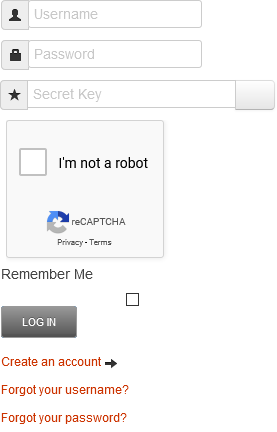 Username
Password
Secret Key
I'm not a robot
reCAPTCHA
Privacy - Terms
Remember Me
LOG IN
Create an account
Forgot your username?
Forgot your password?